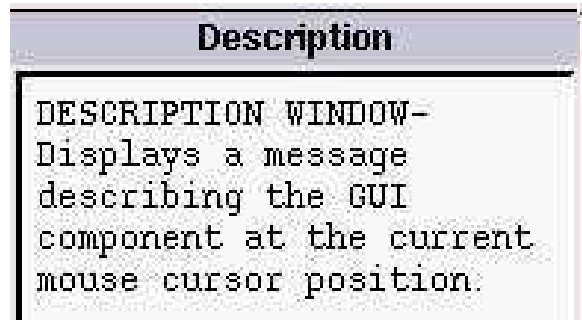 Description
DESCRIPTION WINDOW-
Displays a message
describing the GUI
component at the current
mouse cursor position.